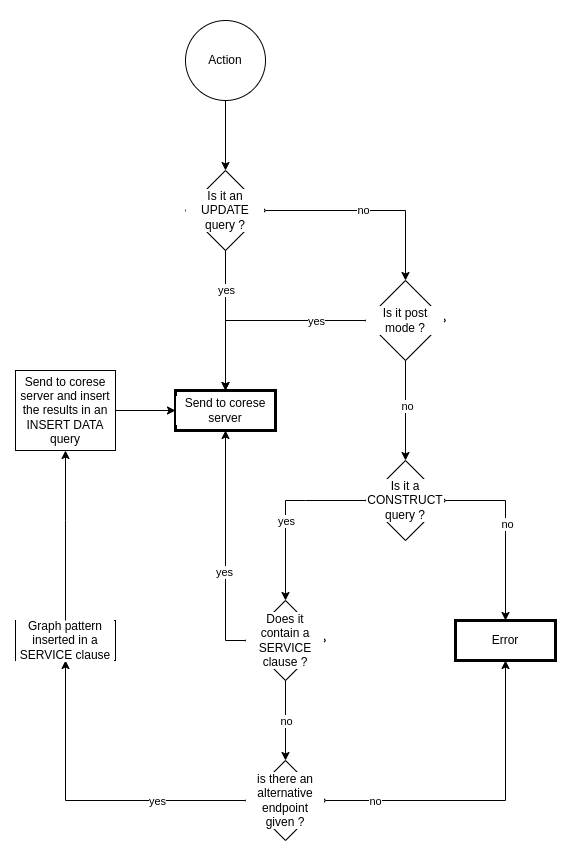 Action
Is it an
UPDATE
query ?
no
yes
Is it post
mode ?
yes
Send to corese
server and insert
the results in an
INSERT DATA
query
Send to corese
server
no
Is it a
CONSTRUCT
query ?
yes
no
yes
Does it
contain a
SERVICE
clause ?
Graph pattern
inserted in a
SERVICE clause
Error
no
is there an
alternative
endpoint
given ?
yes
no